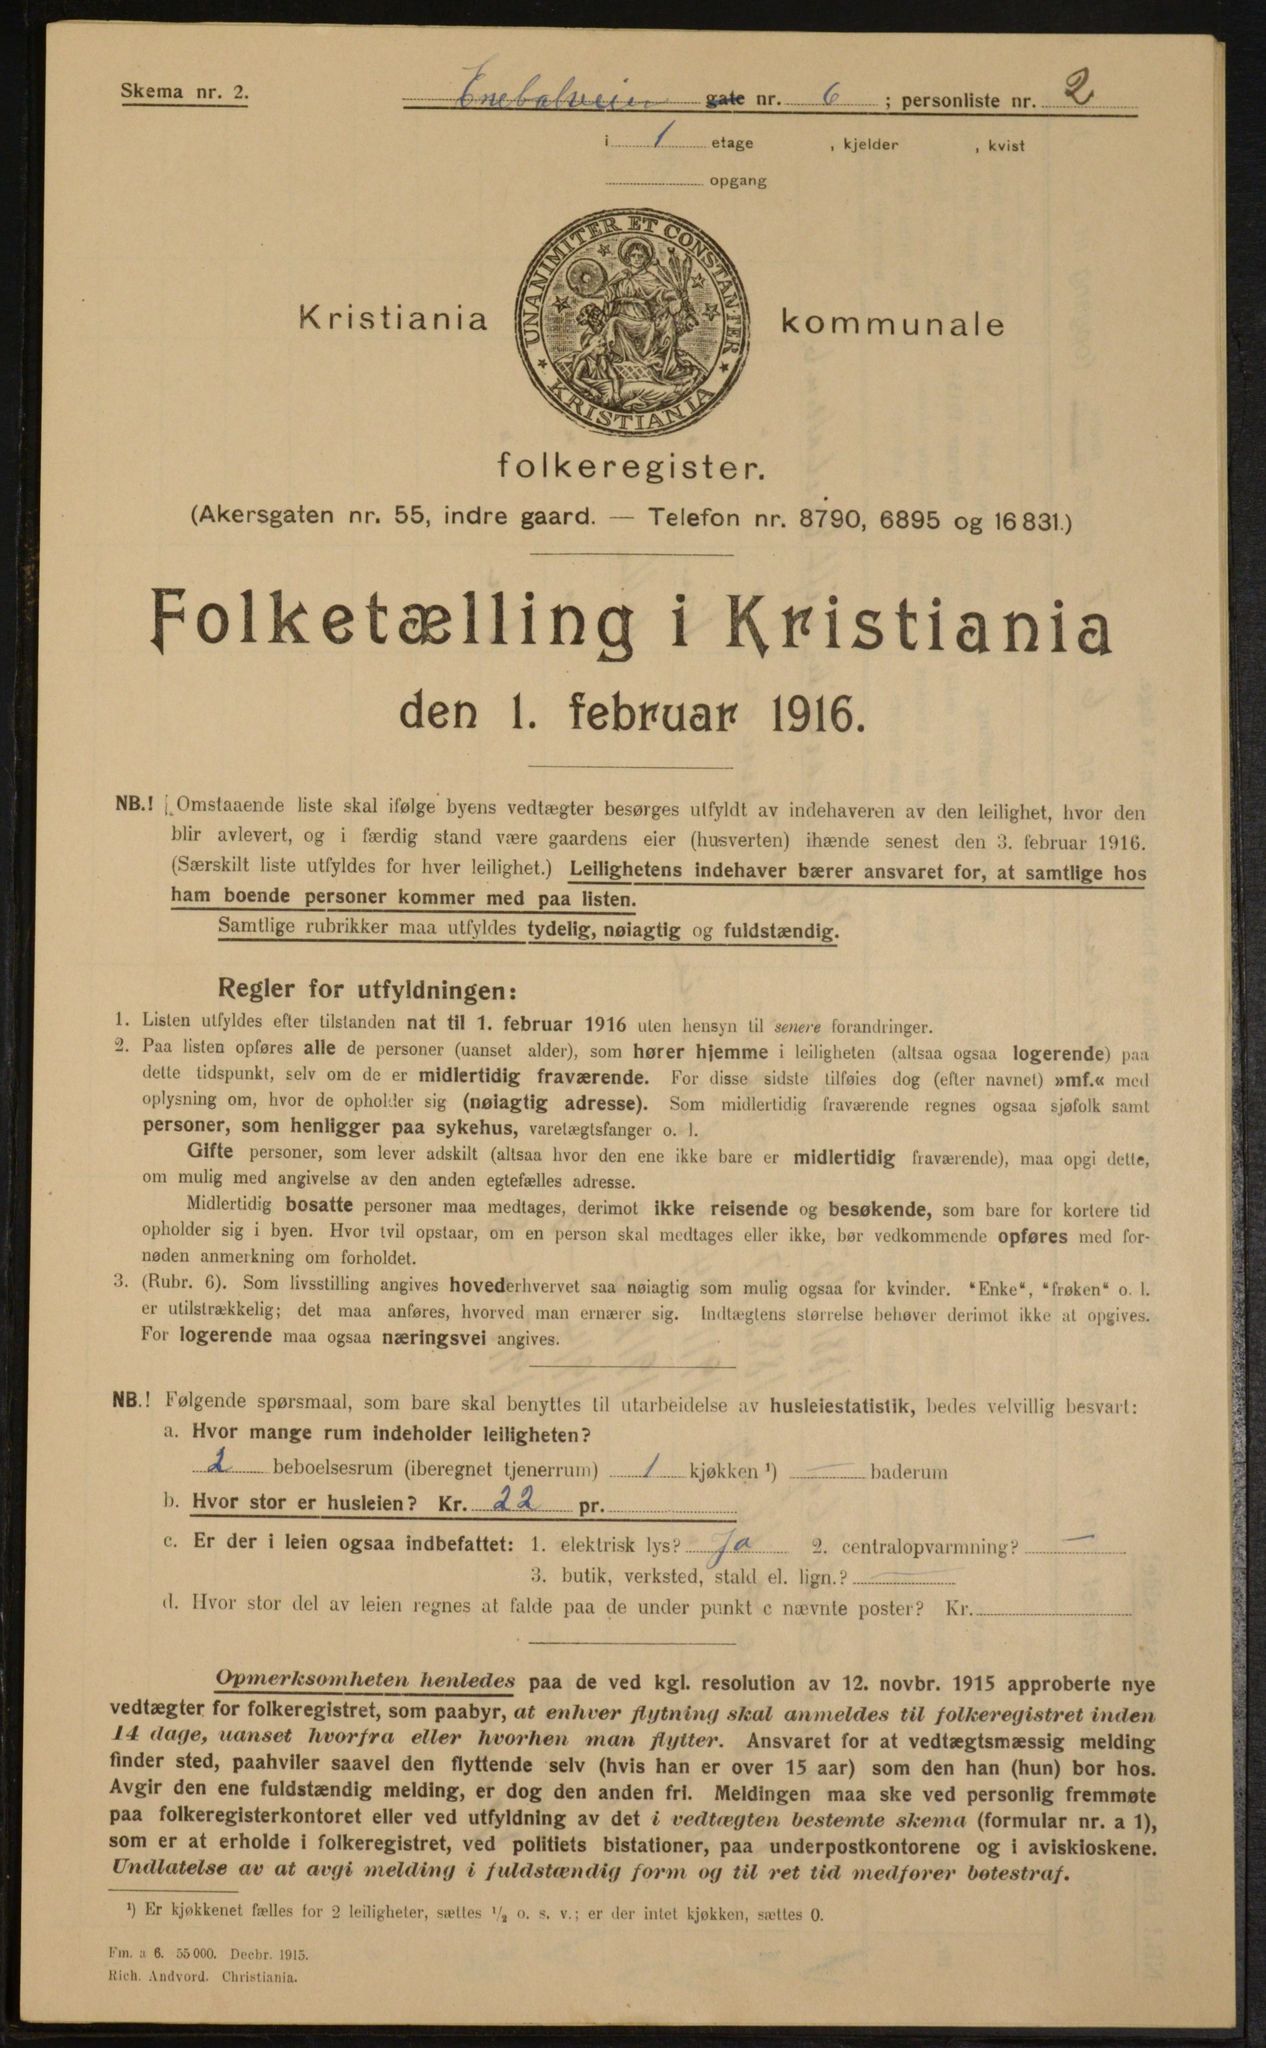 Skema nr. 2.
Enebakveien gate nr. 6 ; personliste nr. 2
i 1 etage , kjelder , kvist
opgang
UNANIMITER ET CONSTANTER
KRISTIANIA
Kristiania kommunale
folkeregister.
(Akersgaten nr. 55, indre gaard. — Telefon nr. 8790, 6895 og 16 831.)
Folketælling i Kristiania
den 1. februar 1916.
NB.! Omstaaende liste skal ifølge byens vedtægter besørges utfyldt av indehaveren av den leilighet, hvor den
blir avlevert, og i færdig stand være gaardens eier (husverten) ihænde senest den 3. februar 1916.
(Særskilt liste utfyldes for hver leilighet.) Leilighetens indehaver bærer ansvaret for, at samtlige hos
ham boende personer kommer med paa listen.
Samtlige rubrikker maa utfyldes tydelig, nøiagtig og fuldstændig.
Regler for utfyldningen:
1. Listen utfyldes efter tilstanden nat til 1. februar 1916 uten hensyn til senere forandringer.
2. Paa listen opføres alle de personer (uanset alder), som hører hjemme i leiligheten (altsaa ogsaa logerende) paa
dette tidspunkt, selv om de er midlertidig fraværende. For disse sidste tilføies dog (efter navnet) »mf.« med
oplysning om, hvor de opholder sig (nøiagtig adresse). Som midlertidig fraværende regnes ogsaa sjøfolk samt
personer, som henligger paa sykehus, varetægtsfanger o. l.
Gifte personer, som lever adskilt (altsaa hvor den ene ikke bare er midlertidig fraværende), maa opgi dette,
om mulig med angivelse av den anden egtefælles adresse.
Midlertidig bosatte personer maa medtages, derimot ikke reisende og besøkende, som bare for kortere tid
opholder sig i byen. Hvor tvil opstaar, om en person skal medtages eller ikke, bør vedkommende opføres med for-
nøden anmerkning om forholdet.
3. (Rubr. 6). Som livsstilling angives hovederhvervet saa nøiagtig som mulig ogsaa for kvinder. "Enke“, "frøken“ o. l.
er utilstrækkelig; det maa anføres, hvorved man ernærer sig. Indtægtens størrelse behøver derimot ikke at opgives.
For logerende maa ogsaa næringsvei angives.
NB.! Følgende spørsmaal, som bare skal benyttes til utarbeidelse av husleiestatistik, bedes velvillig besvart:
a. Hvor mange rum indeholder leiligheten?
2 beboelsesrum (iberegnet tjenerrum) 1 kjøkken ¹) — baderum
b. Hvor stor er husleien? Kr. 22 pr.
c. Er der i leien ogsaa indbefattet: 1. elektrisk lys? Ja 2. centralopvarmning? —
3. butik, verksted, stald el. lign.? —
d. Hvor stor del av leien regnes at falde paa de under punkt c nævnte poster? Kr.
Opmerksomheten henledes paa de ved kgl. resolution av 12. novbr. 1915 approberte nye
vedtægter for folkeregistret, som paabyr, at enhver flytning skal anmeldes til folkeregistret inden
14 dage, uanset hvorfra eller hvorhen man flytter. Ansvaret for at vedtægtsmæssig melding
finder sted, paahviler saavel den flyttende selv (hvis han er over 15 aar) som den han (hun) bor hos.
Avgir den ene fuldstændig melding, er dog den anden fri. Meldingen maa ske ved personlig fremmøte
paa folkeregisterkontoret eller ved utfyldning av det i vedtægten bestemte skema (formular nr. a 1),
som er at erholde i folkeregistret, ved politiets bistationer, paa underpostkontorene og i aviskioskene.
Undlatelse av at avgi melding i fuldstændig form og til ret tid medfører bøtestraf.
¹) Er kjøkkenet fælles for 2 leiligheter, sættes ½ o. s. v.; er der intet kjøkken, sættes 0.
Fm. a 6. 55 000. Decbr. 1915.
Rich. Andvord. Christiania.